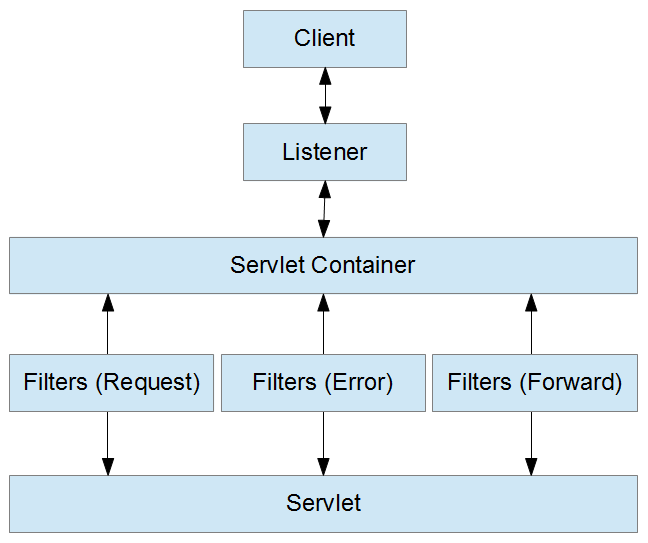 Client
Listener
Servlet Container
Filters (Request)
Filters (Error)
Filters (Forward)
Servlet